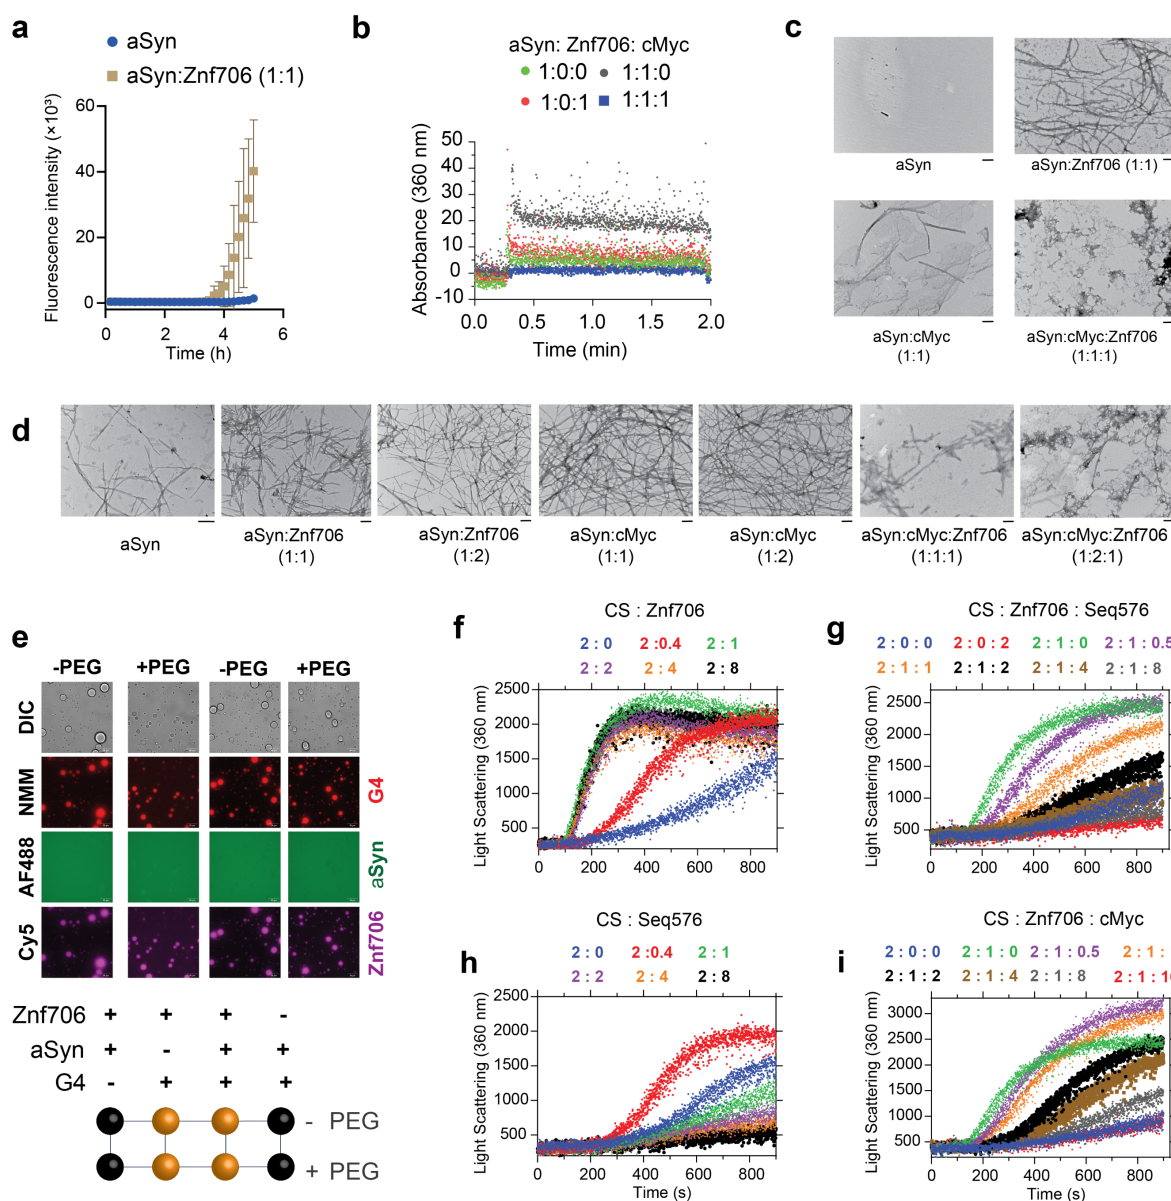 a
aSyn
aSyn:Znf706 (1:1)
Fluorescence intensity (×10³)
60
40
20
0
0 2 4 6
Time (h)
b
aSyn: Znf706: cMyc
1:0:0 1:1:0
1:0:1 1:1:1
Absorbance (360 nm)
50
40
30
20
10
0
-10
0.5 1.0 1.5 2.0
Time (min)
c
aSyn
aSyn:Znf706 (1:1)
aSyn:cMyc
(1:1)
aSyn:cMyc:Znf706
(1:1:1)
d
aSyn
aSyn:Znf706
(1:1)
aSyn:Znf706
(1:2)
aSyn:cMyc
(1:1)
aSyn:cMyc
(1:2)
aSyn:cMyc:Znf706
(1:1:1)
aSyn:cMyc:Znf706
(1:2:1)
e
-PEG +PEG -PEG +PEG
DIC
NMM
G4
AF488
aSyn
Cy5
Znf706
Znf706 + + + -
aSyn + - + +
G4 - + + +
- PEG
+ PEG
f
CS : Znf706
2 : 0 2 :0.4 2 : 1
2 : 2 2 : 4 2 : 8
Light Scattering (360 nm)
2500
2000
1500
1000
500
0 200 400 600 800
g
CS : Znf706 : Seq576
2 : 0 : 0 2 : 0 : 2 2 : 1 : 0 2 : 1 : 0.5
2 : 1 : 1 2 : 1 : 2 2 : 1 : 4 2 : 1 : 8
Light Scattering (360 nm)
2500
2000
1500
1000
500
0 200 400 600 800
h
CS : Seq576
2 : 0 2 :0.4 2 : 1
2 : 2 2 : 4 2 : 8
Light Scattering (360 nm)
2500
2000
1500
1000
500
0 200 400 600 800
Time (s)
i
CS : Znf706 : cMyc
2 : 0 : 0 2 : 1 : 0 2 : 1 : 0.5 2 : 1 :
2 : 1 : 2 2 : 1 : 4 2 : 1 : 8 2 : 1 : 1
Light Scattering (360 nm)
3000
2500
2000
1500
1000
500
0 200 400 600 800
Time (s)